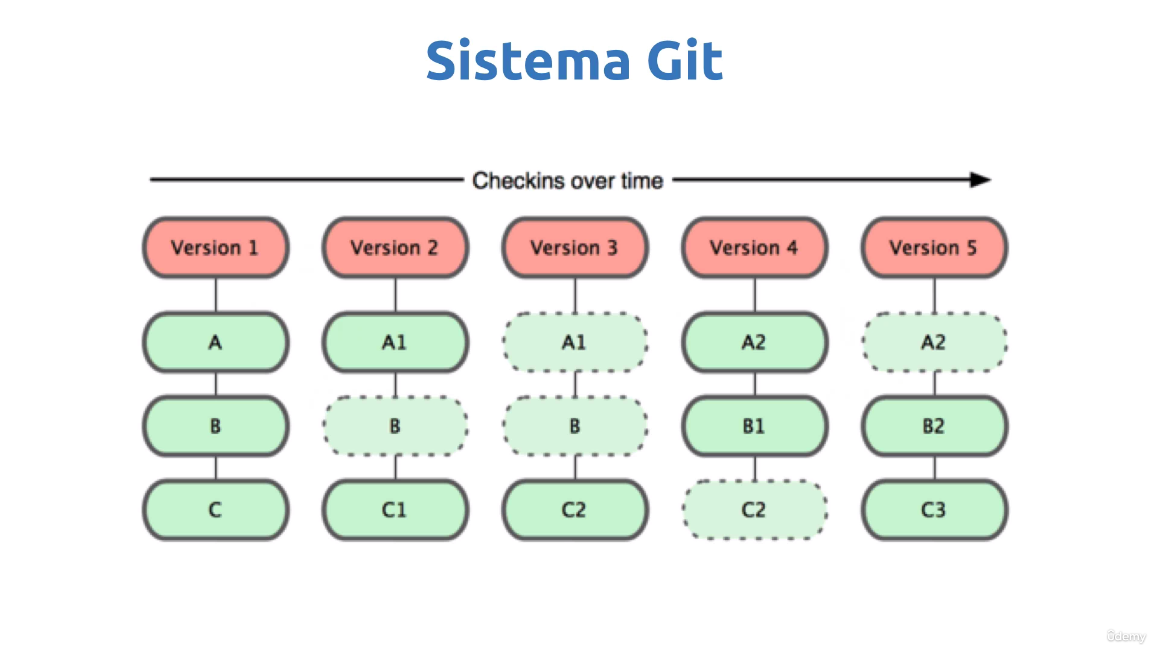 Sistema Git
Checkins over time
Version 1 Version 2 Version 3 Version 4 Version 5
A A1 A1 A2 A2
B B B B1 B2
C C1 C2 C2 C3
ûdemy